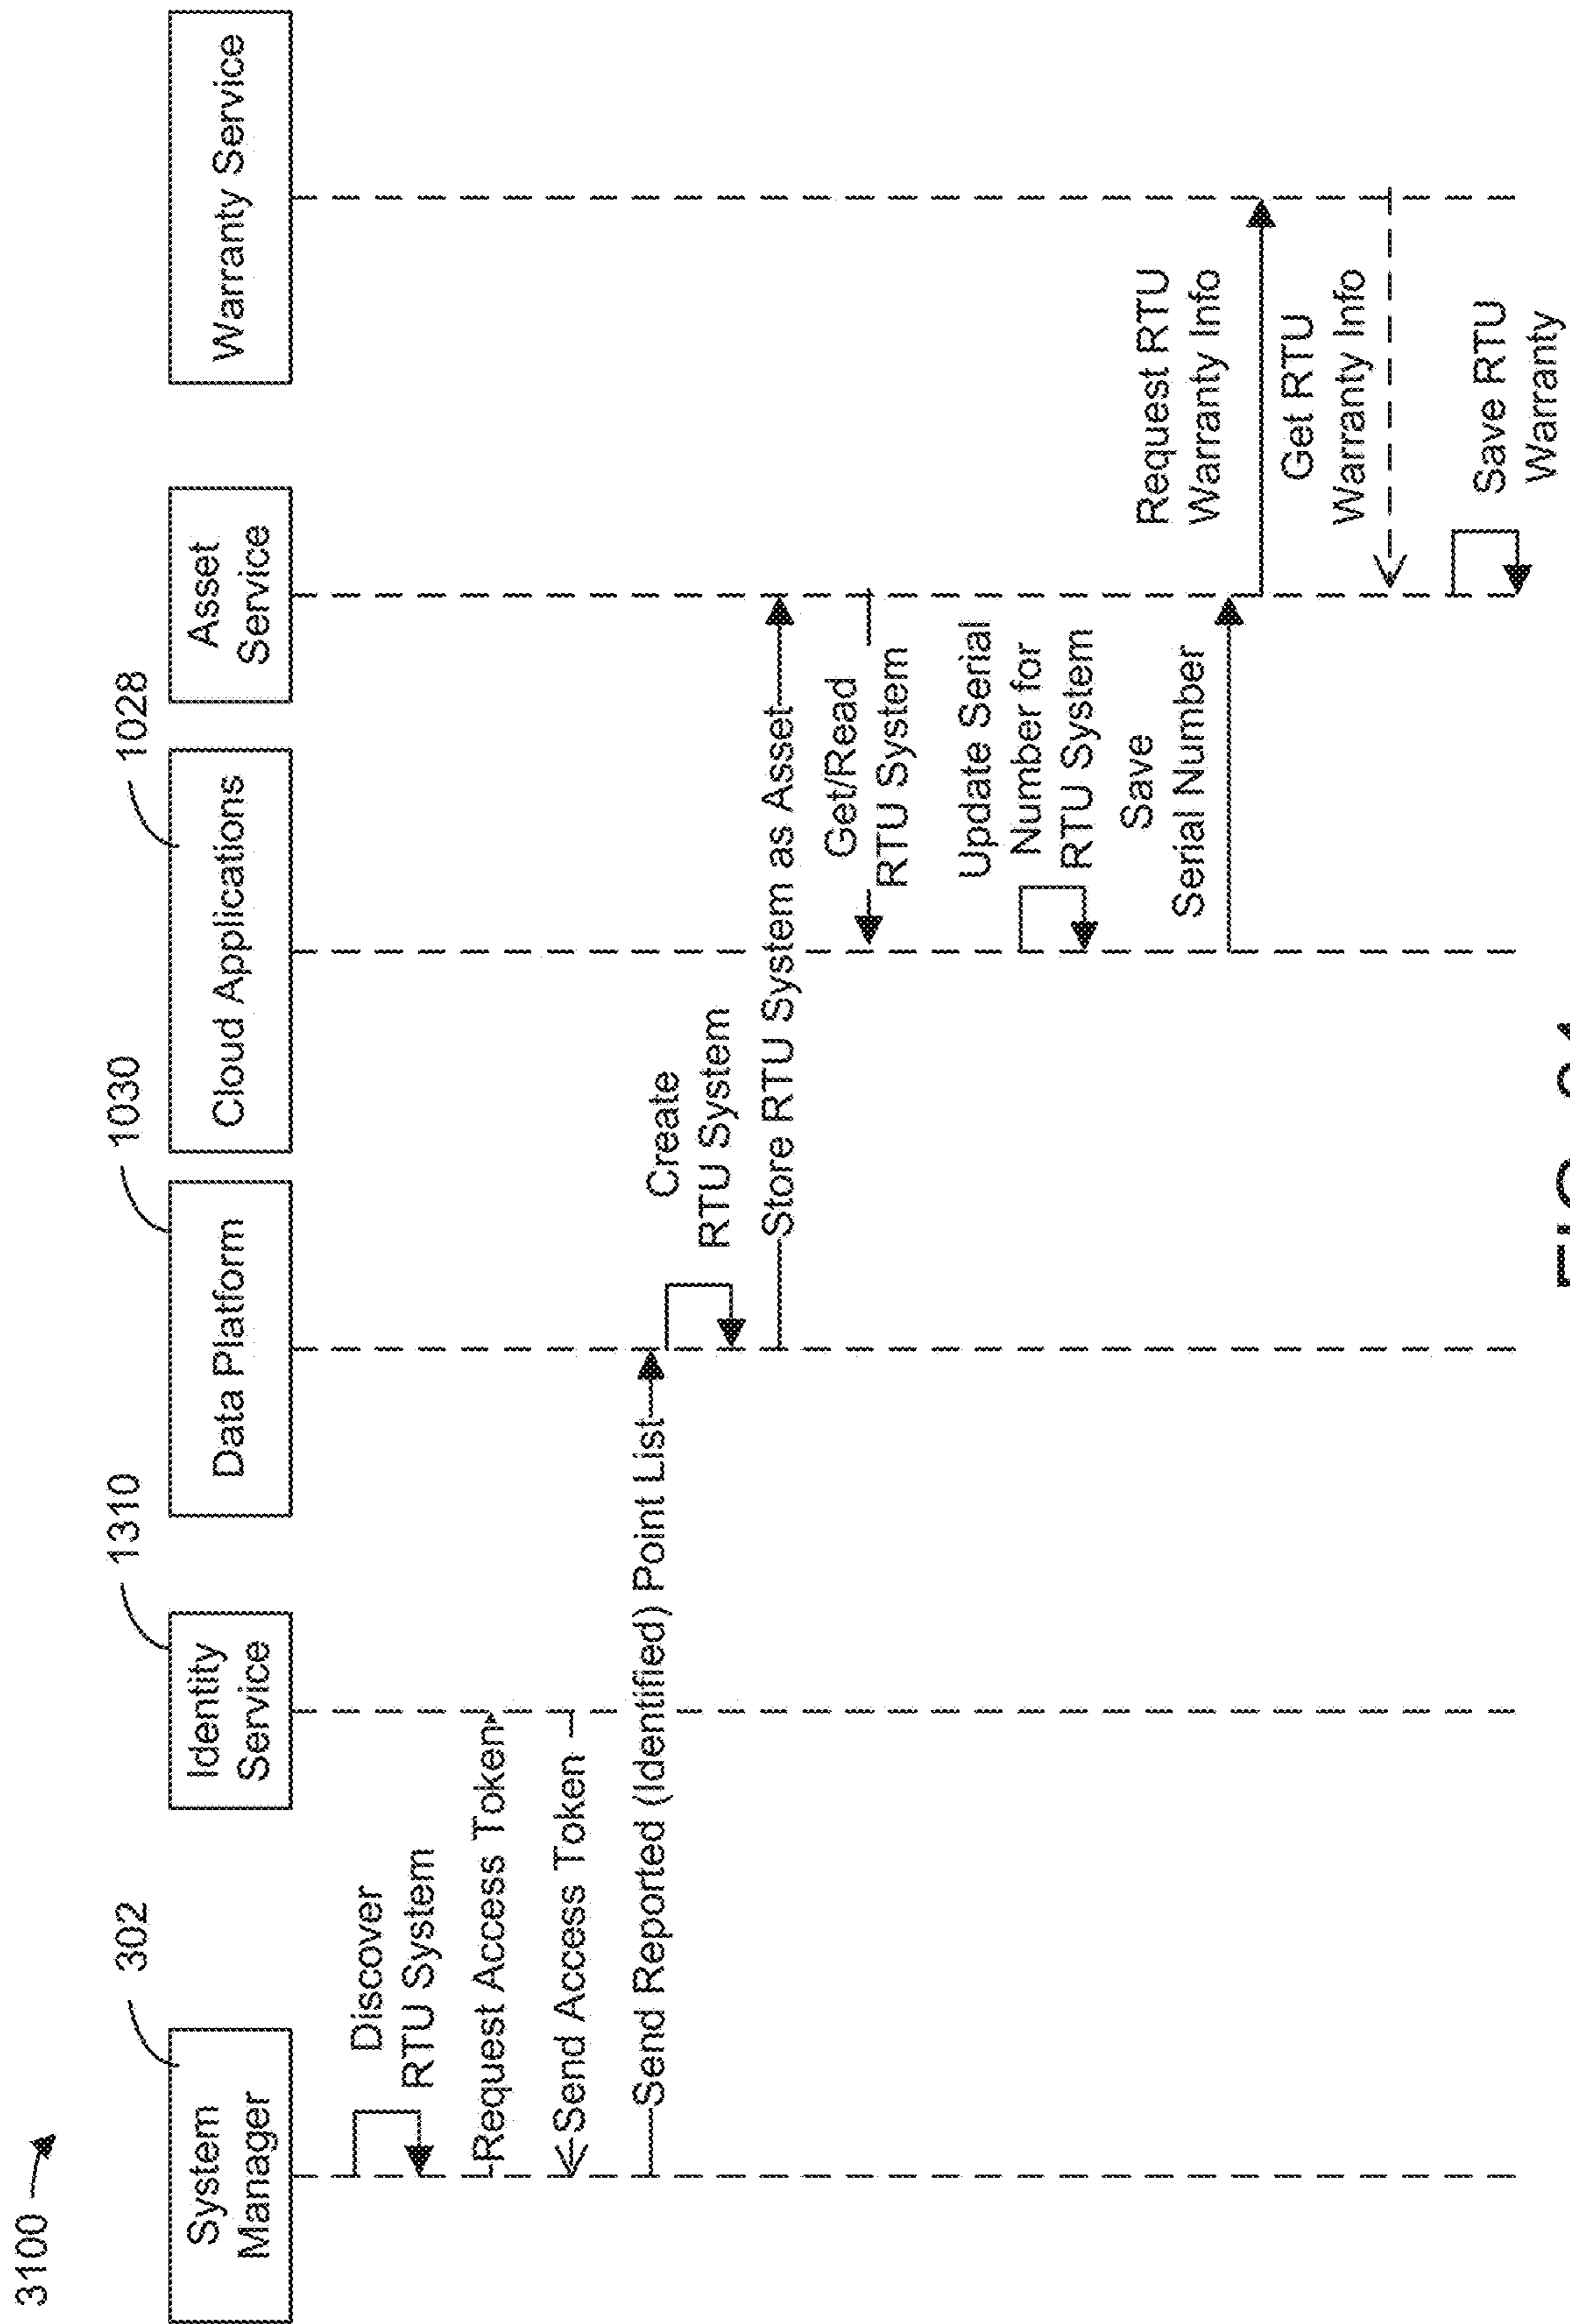 3100
302
1310
1030
1028
System
Manager
Identity
Service
Data Platform
Cloud Applications
Asset
Service
Warranty Service
Discover
RTU System
Request Access Token
Send Access Token
Send Reported (Identified) Point List
Create
RTU System
Store RTU System as Asset
Get/Read
RTU System
Update Serial
Number for
RTU System
Save
Serial Number
Request RTU
Warranty Info
Get RTU
Warranty Info
Save RTU
Warranty